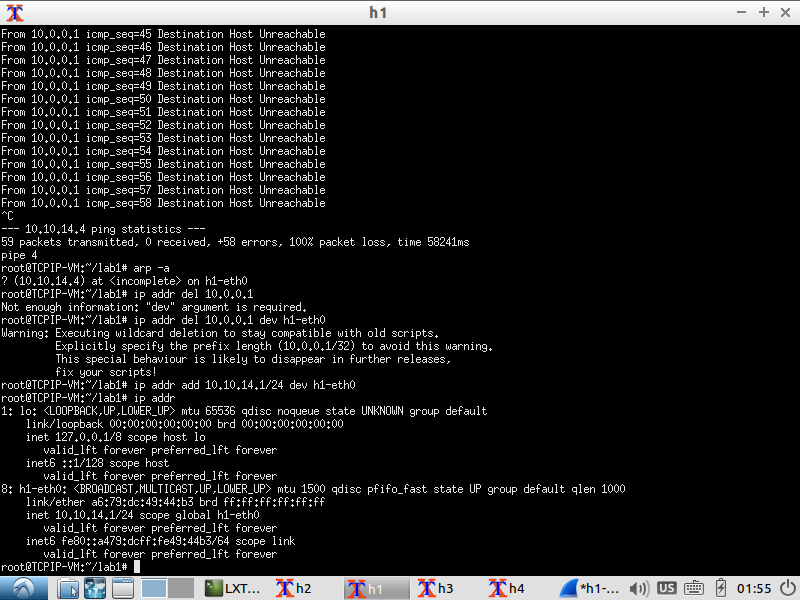 h1
From 10.0.0.1 icmp_seq=45 Destination Host Unreachable
From 10.0.0.1 icmp_seq=46 Destination Host Unreachable
From 10.0.0.1 icmp_seq=47 Destination Host Unreachable
From 10.0.0.1 icmp_seq=48 Destination Host Unreachable
From 10.0.0.1 icmp_seq=49 Destination Host Unreachable
From 10.0.0.1 icmp_seq=50 Destination Host Unreachable
From 10.0.0.1 icmp_seq=51 Destination Host Unreachable
From 10.0.0.1 icmp_seq=52 Destination Host Unreachable
From 10.0.0.1 icmp_seq=53 Destination Host Unreachable
From 10.0.0.1 icmp_seq=54 Destination Host Unreachable
From 10.0.0.1 icmp_seq=55 Destination Host Unreachable
From 10.0.0.1 icmp_seq=56 Destination Host Unreachable
From 10.0.0.1 icmp_seq=57 Destination Host Unreachable
From 10.0.0.1 icmp_seq=58 Destination Host Unreachable
^C
--- 10.10.14.4 ping statistics ---
59 packets transmitted, 0 received, +58 errors, 100% packet loss, time 58241ms
pipe 4
root@TCPIP-VM:~/lab1# arp -a
? (10.10.14.4) at <incomplete> on h1-eth0
root@TCPIP-VM:~/lab1# ip addr del 10.0.0.1
Not enough information: "dev" argument is required.
root@TCPIP-VM:~/lab1# ip addr del 10.0.0.1 dev h1-eth0
Warning: Executing wildcard deletion to stay compatible with old scripts.
         Explicitly specify the prefix length (10.0.0.1/32) to avoid this warning.
         This special behaviour is likely to disappear in further releases,
         fix your scripts!
root@TCPIP-VM:~/lab1# ip addr add 10.10.14.1/24 dev h1-eth0
root@TCPIP-VM:~/lab1# ip addr
1: lo: <LOOPBACK,UP,LOWER_UP> mtu 65536 qdisc noqueue state UNKNOWN group default
    link/loopback 00:00:00:00:00:00 brd 00:00:00:00:00:00
    inet 127.0.0.1/8 scope host lo
       valid_lft forever preferred_lft forever
    inet6 ::1/128 scope host
       valid_lft forever preferred_lft forever
8: h1-eth0: <BROADCAST,MULTICAST,UP,LOWER_UP> mtu 1500 qdisc pfifo_fast state UP group default qlen 1000
    link/ether a6:79:dc:49:44:b3 brd ff:ff:ff:ff:ff:ff
    inet 10.10.14.1/24 scope global h1-eth0
       valid_lft forever preferred_lft forever
    inet6 fe80::a479:dcff:fe49:44b3/64 scope link
       valid_lft forever preferred_lft forever
root@TCPIP-VM:~/lab1#
LXT... h2 h1 h3 h4 *h1-... US 01:55